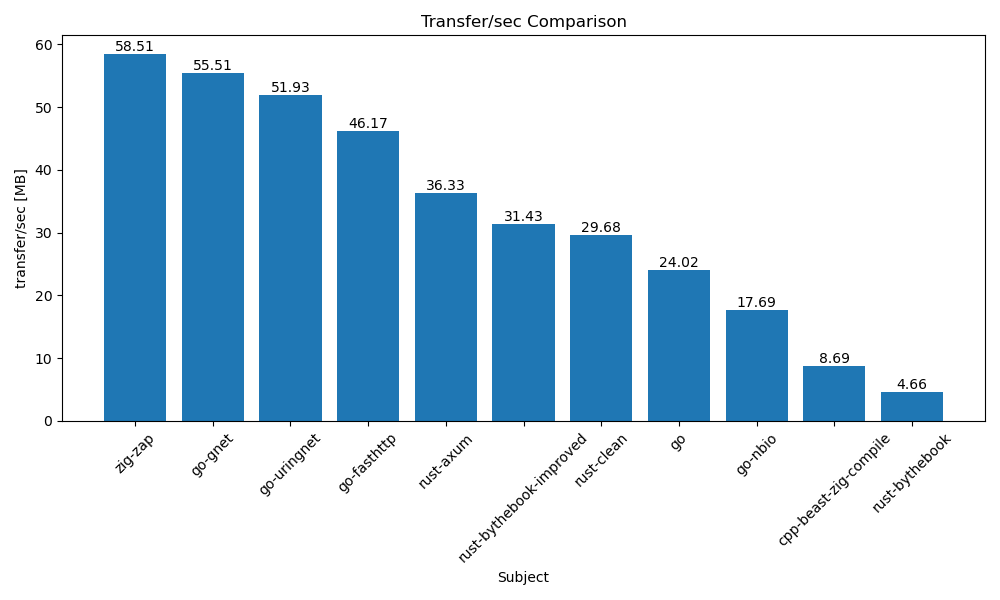 Transfer/sec Comparison
transfer/sec [MB]
60
50
40
30
20
10
0
58.51
55.51
51.93
46.17
36.33
31.43
29.68
24.02
17.69
8.69
4.66
zig-zap
go-gnet
go-uringnet
go-fasthttp
rust-axum
rust-bythebook-improved
rust-clean
go
go-nbio
cpp-beast-zig-compile
rust-bythebook
Subject